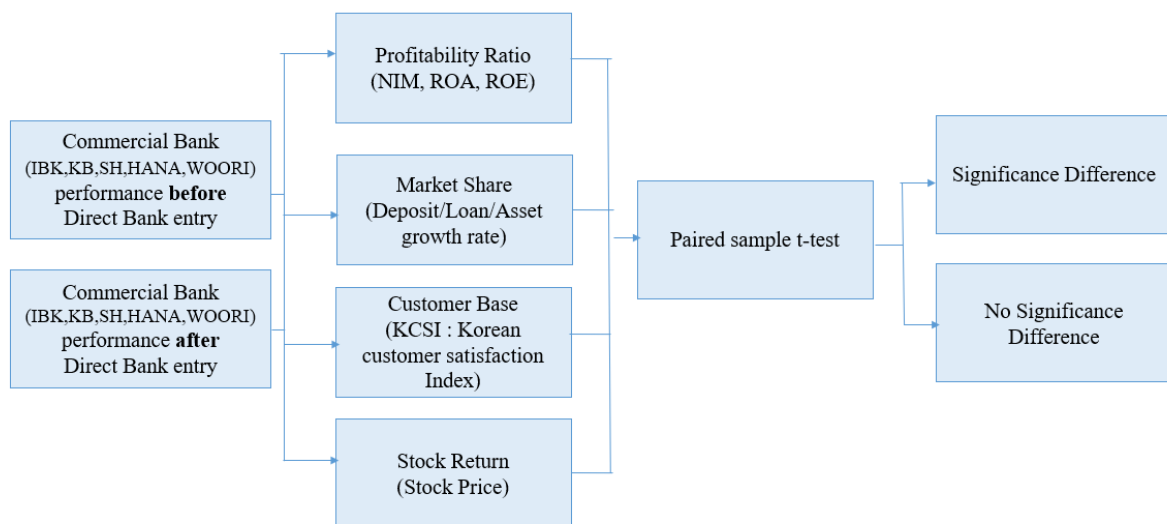 Commercial Bank
(IBK,KB,SH,HANA,WOORI)
performance before
Direct Bank entry
Commercial Bank
(IBK,KB,SH,HANA,WOORI)
performance after
Direct Bank entry
Profitability Ratio
(NIM, ROA, ROE)
Market Share
(Deposit/Loan/Asset
growth rate)
Customer Base
(KCSI : Korean
customer satisfaction
Index)
Stock Return
(Stock Price)
Paired sample t-test
Significance Difference
No Significance
Difference